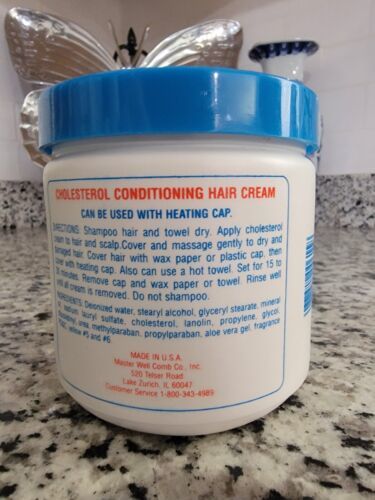 CHOLESTEROL CONDITIONING HAIR CREAM
CAN BE USED WITH HEATING CAP.
DIRECTIONS: Shampoo hair and towel dry. Apply cholesterol
cream to hair and scalp.Cover and massage gently to dry and
damaged hair. Cover hair with wax paper or plastic cap, then
cover with heating cap. Also can use a hot towel. Set for 15 to
minutes. Remove cap and wax paper or towel. Rinse well
until all cream is removed. Do not shampoo.
INGREDIENTS: Deionized water, stearyl alcohol, glyceryl stearate, mineral
sodium, lauryl sulfate, cholesterol, lanolin, propylene, glycol,
urea, methylparaben, propylparaben, aloe vera gel, fragrance
yellow #5 and #6.
MADE IN U.S.A.
Master Well Comb Co., Inc.
520 Telser Road
Lake Zurich, IL 60047
Customer Service 1-800-343-4989